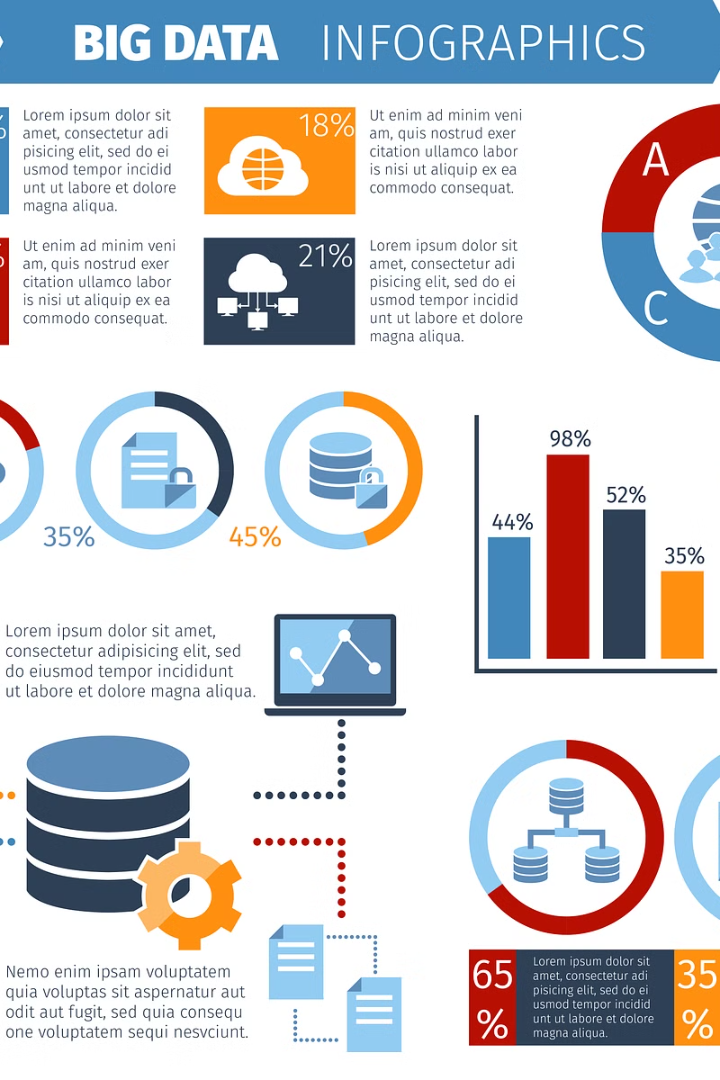 BIG DATA INFOGRAPHICS
%
Lorem ipsum dolor sit
amet, consectetur adi
pisicing elit, sed do ei
usmod tempor incidid
unt ut labore et dolore
magna aliqua.
18%
Ut enim ad minim veni
am, quis nostrud exer
citation ullamco labor
is nisi ut aliquip ex ea
commodo consequat.
A
C
%
Ut enim ad minim veni
am, quis nostrud exer
citation ullamco labor
is nisi ut aliquip ex ea
commodo consequat.
21%
Lorem ipsum dolor sit
amet, consectetur adi
pisicing elit, sed do ei
usmod tempor incidid
unt ut labore et dolore
magna aliqua.
35%
45%
44%
98%
52%
35%
Lorem ipsum dolor sit amet,
consectetur adipisicing elit, sed
do eiusmod tempor incididunt
ut labore et dolore magna aliqua.
Nemo enim ipsam voluptatem
quia voluptas sit aspernatur aut
odit aut fugit, sed quia consequ
one voluptatem sequi nesvciunt.
65
%
Lorem ipsum dolor sit
amet, consectetur adi
pisicing elit, sed do ei
usmod tempor incidid
unt ut labore et dolore
magna aliqua.
35
%